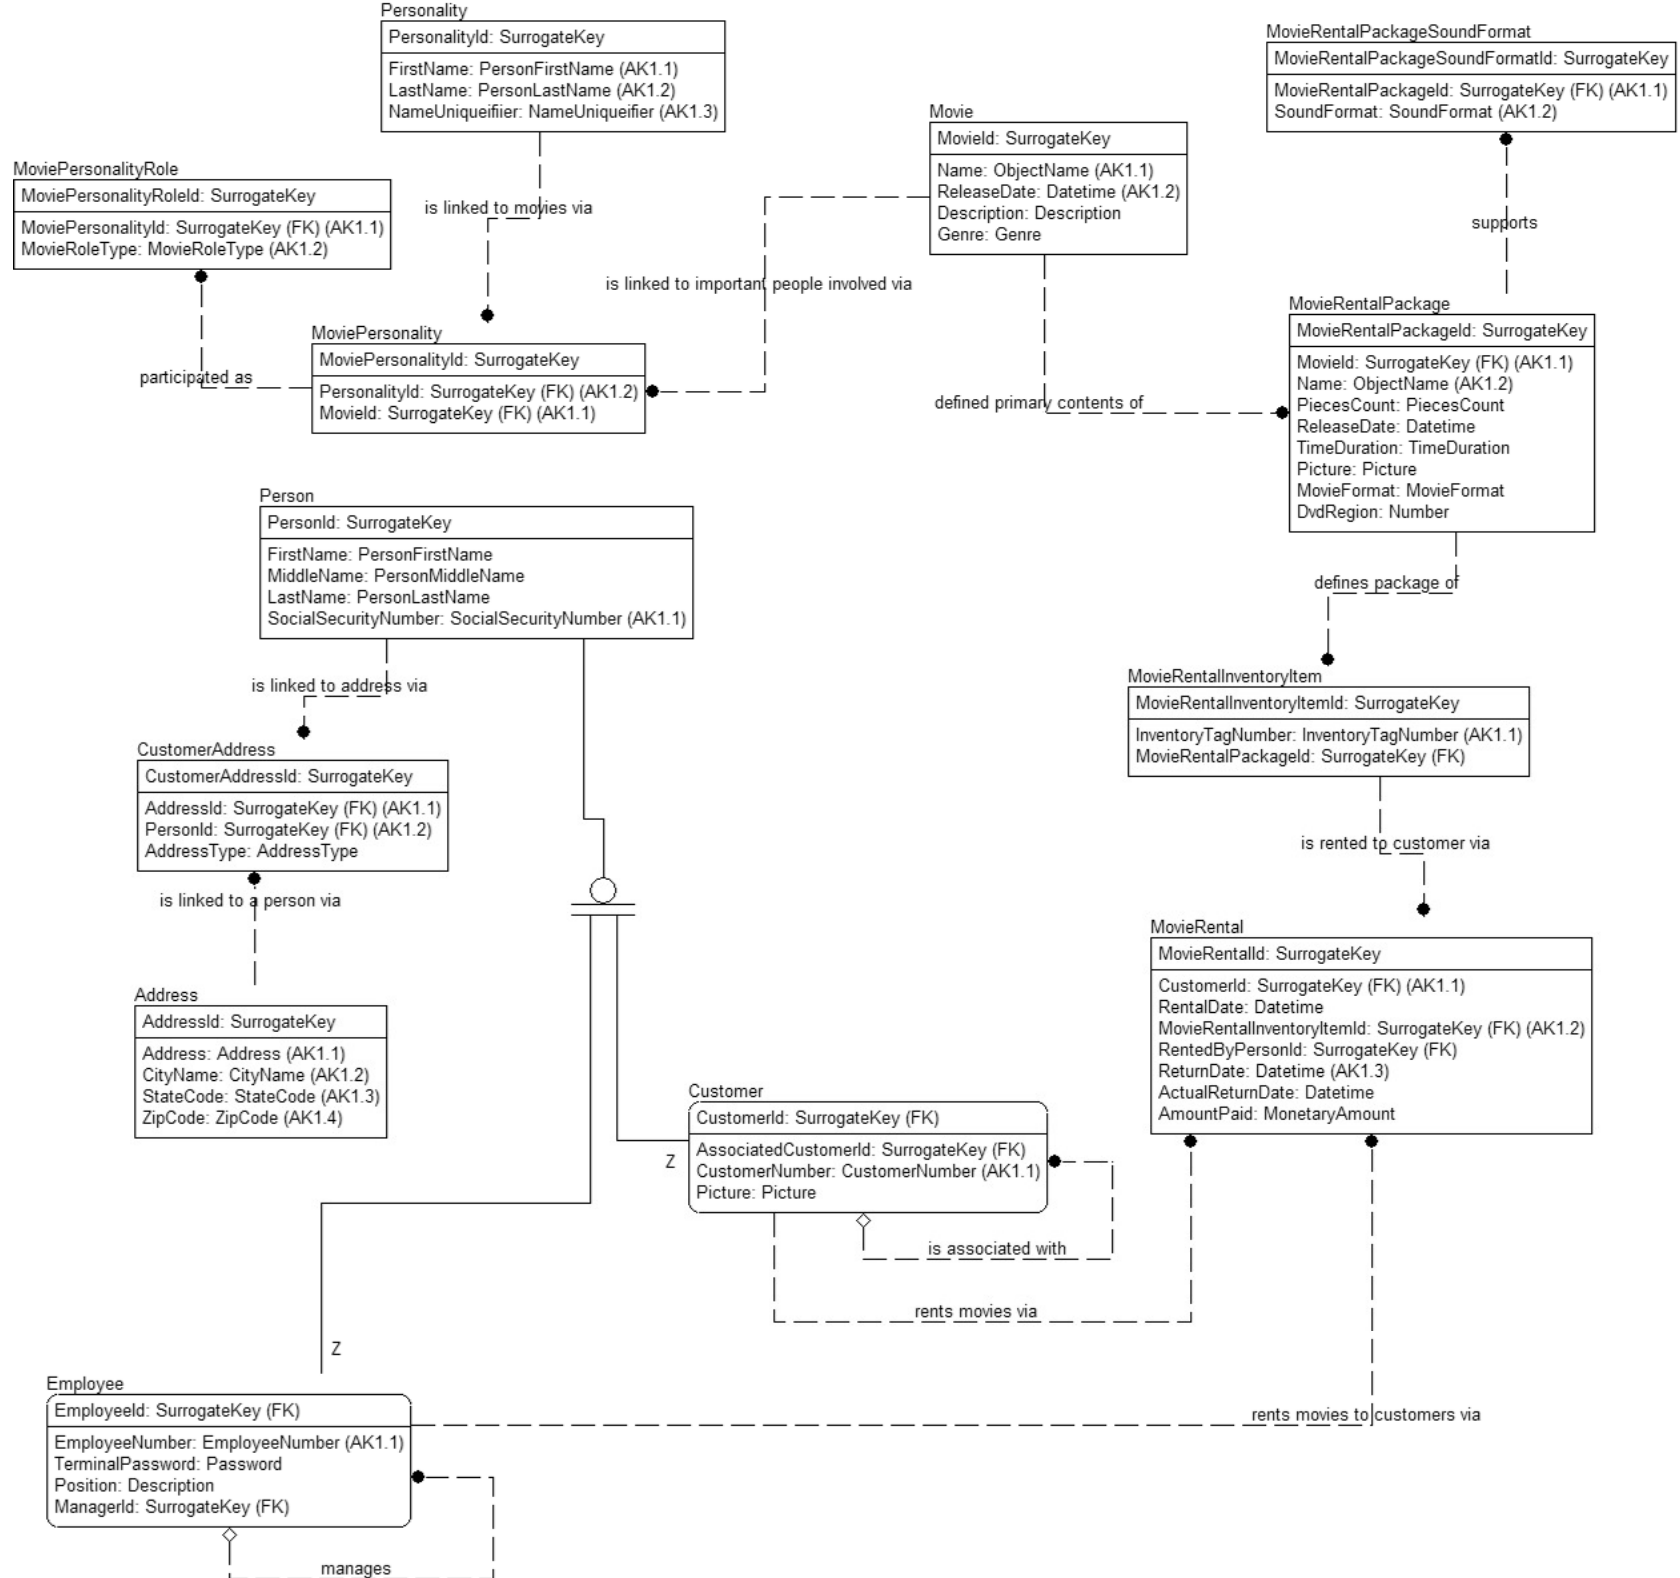 Personality
PersonalityId: SurrogateKey
FirstName: PersonFirstName (AK1.1)
LastName: PersonLastName (AK1.2)
NameUniqueifiier: NameUniqueifier (AK1.3)
MovieRentalPackageSoundFormat
MovieRentalPackageSoundFormatId: SurrogateKey
MovieRentalPackageId: SurrogateKey (FK) (AK1.1)
SoundFormat: SoundFormat (AK1.2)
Movie
MovieId: SurrogateKey
Name: ObjectName (AK1.1)
ReleaseDate: Datetime (AK1.2)
Description: Description
Genre: Genre
MoviePersonalityRole
MoviePersonalityRoleId: SurrogateKey
MoviePersonalityId: SurrogateKey (FK) (AK1.1)
MovieRoleType: MovieRoleType (AK1.2)
is linked to movies via
supports
is linked to important people involved via
MovieRentalPackage
MovieRentalPackageId: SurrogateKey
MovieId: SurrogateKey (FK) (AK1.1)
Name: ObjectName (AK1.2)
PiecesCount: PiecesCount
ReleaseDate: Datetime
TimeDuration: TimeDuration
Picture: Picture
MovieFormat: MovieFormat
DvdRegion: Number
MoviePersonality
MoviePersonalityId: SurrogateKey
PersonalityId: SurrogateKey (FK) (AK1.2)
MovieId: SurrogateKey (FK) (AK1.1)
participated as
defined primary contents of
Person
PersonId: SurrogateKey
FirstName: PersonFirstName
MiddleName: PersonMiddleName
LastName: PersonLastName
SocialSecurityNumber: SocialSecurityNumber (AK1.1)
defines package of
is linked to address via
MovieRentalInventoryItem
MovieRentalInventoryItemId: SurrogateKey
InventoryTagNumber: InventoryTagNumber (AK1.1)
MovieRentalPackageId: SurrogateKey (FK)
CustomerAddress
CustomerAddressId: SurrogateKey
AddressId: SurrogateKey (FK) (AK1.1)
PersonId: SurrogateKey (FK) (AK1.2)
AddressType: AddressType
is rented to customer via
is linked to a person via
MovieRental
MovieRentalId: SurrogateKey
CustomerId: SurrogateKey (FK) (AK1.1)
RentalDate: Datetime
MovieRentalInventoryItemId: SurrogateKey (FK) (AK1.2)
RentedByPersonId: SurrogateKey (FK)
ReturnDate: Datetime (AK1.3)
ActualReturnDate: Datetime
AmountPaid: MonetaryAmount
Address
AddressId: SurrogateKey
Address: Address (AK1.1)
CityName: CityName (AK1.2)
StateCode: StateCode (AK1.3)
ZipCode: ZipCode (AK1.4)
Customer
CustomerId: SurrogateKey (FK)
AssociatedCustomerId: SurrogateKey (FK)
CustomerNumber: CustomerNumber (AK1.1)
Picture: Picture
Z
is associated with
rents movies via
Z
Employee
EmployeeId: SurrogateKey (FK)
EmployeeNumber: EmployeeNumber (AK1.1)
TerminalPassword: Password
Position: Description
ManagerId: SurrogateKey (FK)
rents movies to customers via
manages